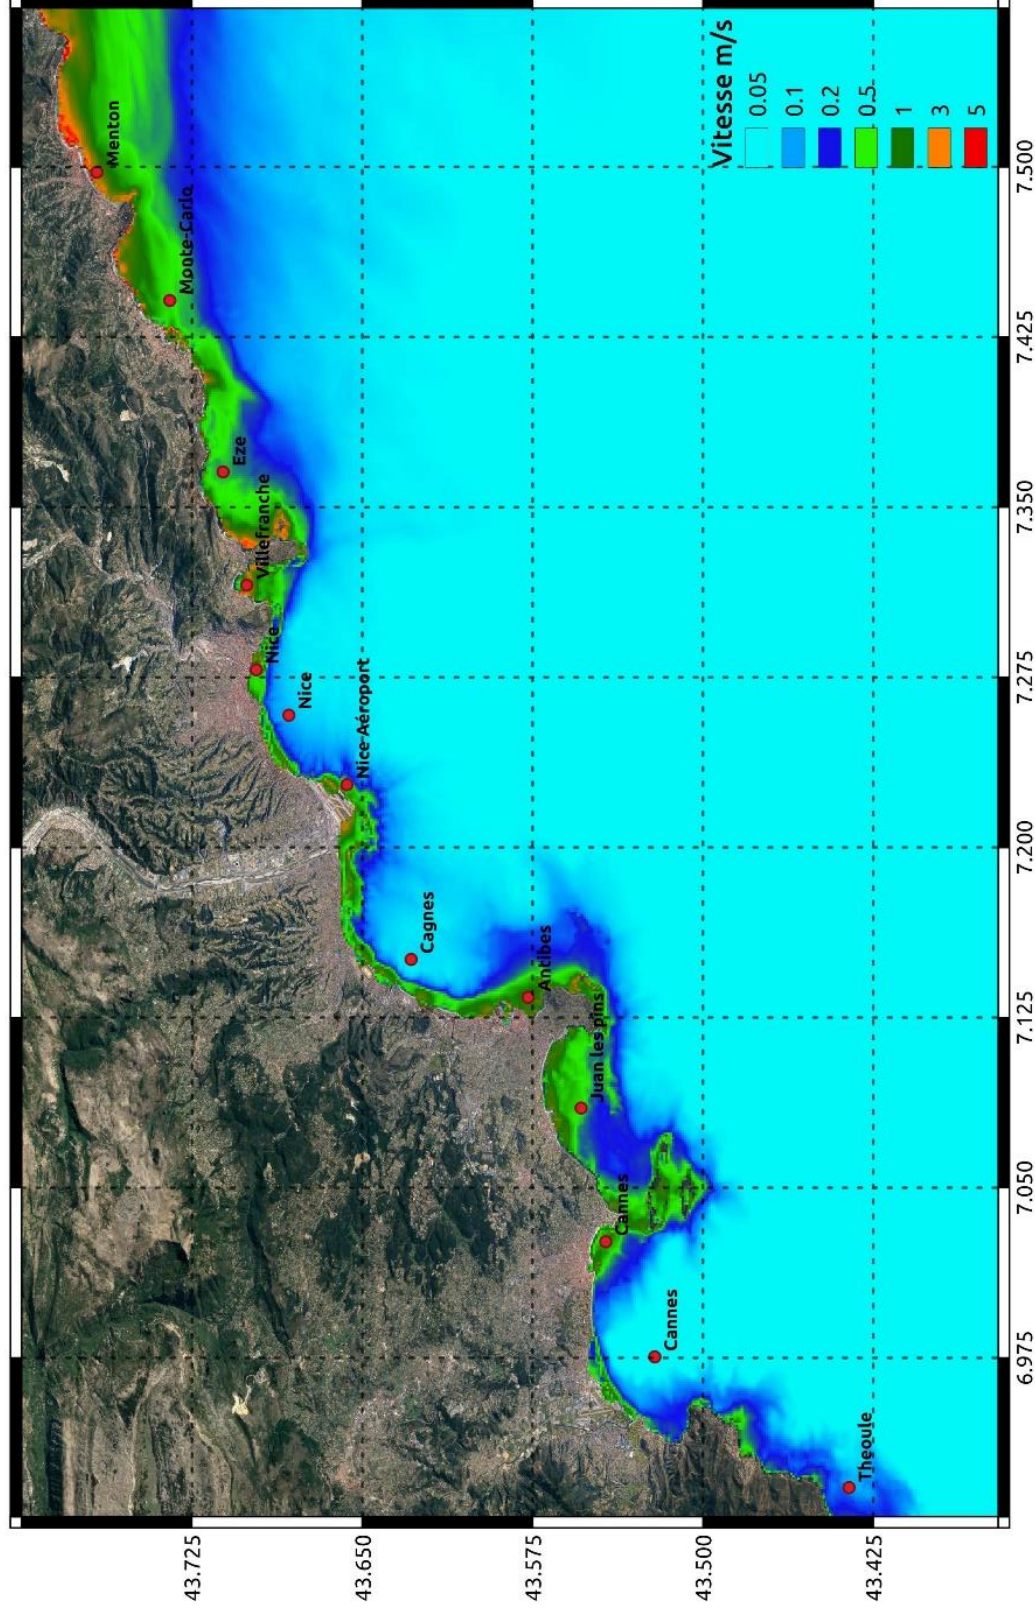 Menton
Monte-Carlo
Eze
Villefranche
Nice
Nice
Nice Aéroport
Cagnes
Antibes
Juan les pins
Cannes
Cannes
Theoule
Vitesse m/s
0.05
0.1
0.2
0.5
1
3
5
43.725
43.650
43.575
43.500
43.425
6.975
7.050
7.125
7.200
7.275
7.350
7.425
7.500